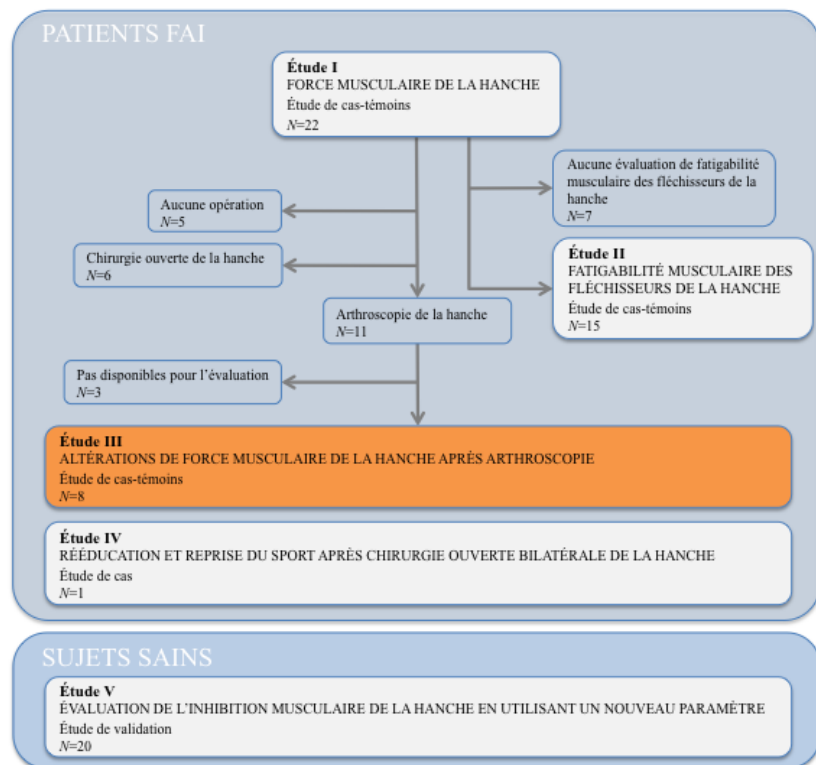 PATIENTS FAI
Étude I
FORCE MUSCULAIRE DE LA HANCHE
Étude de cas-témoins
N=22
Aucune évaluation de fatigabilité
musculaire des fléchisseurs de la
hanche
N=7
Aucune opération
N=5
Chirurgie ouverte de la hanche
N=6
Étude II
FATIGABILITÉ MUSCULAIRE DES
FLÉCHISSEURS DE LA HANCHE
Étude de cas-témoins
N=15
Arthroscopie de la hanche
N=11
Pas disponibles pour l'évaluation
N=3
Étude III
ALTÉRATIONS DE FORCE MUSCULAIRE DE LA HANCHE APRÈS ARTHROSCOPIE
Étude de cas-témoins
N=8
Étude IV
RÉÉDUCATION ET REPRISE DU SPORT APRÈS CHIRURGIE OUVERTE BILATÉRALE DE LA HANCHE
Étude de cas
N=1
SUJETS SAINS
Étude V
ÉVALUATION DE L'INHIBITION MUSCULAIRE DE LA HANCHE EN UTILISANT UN NOUVEAU PARAMÈTRE
Étude de validation
N=20